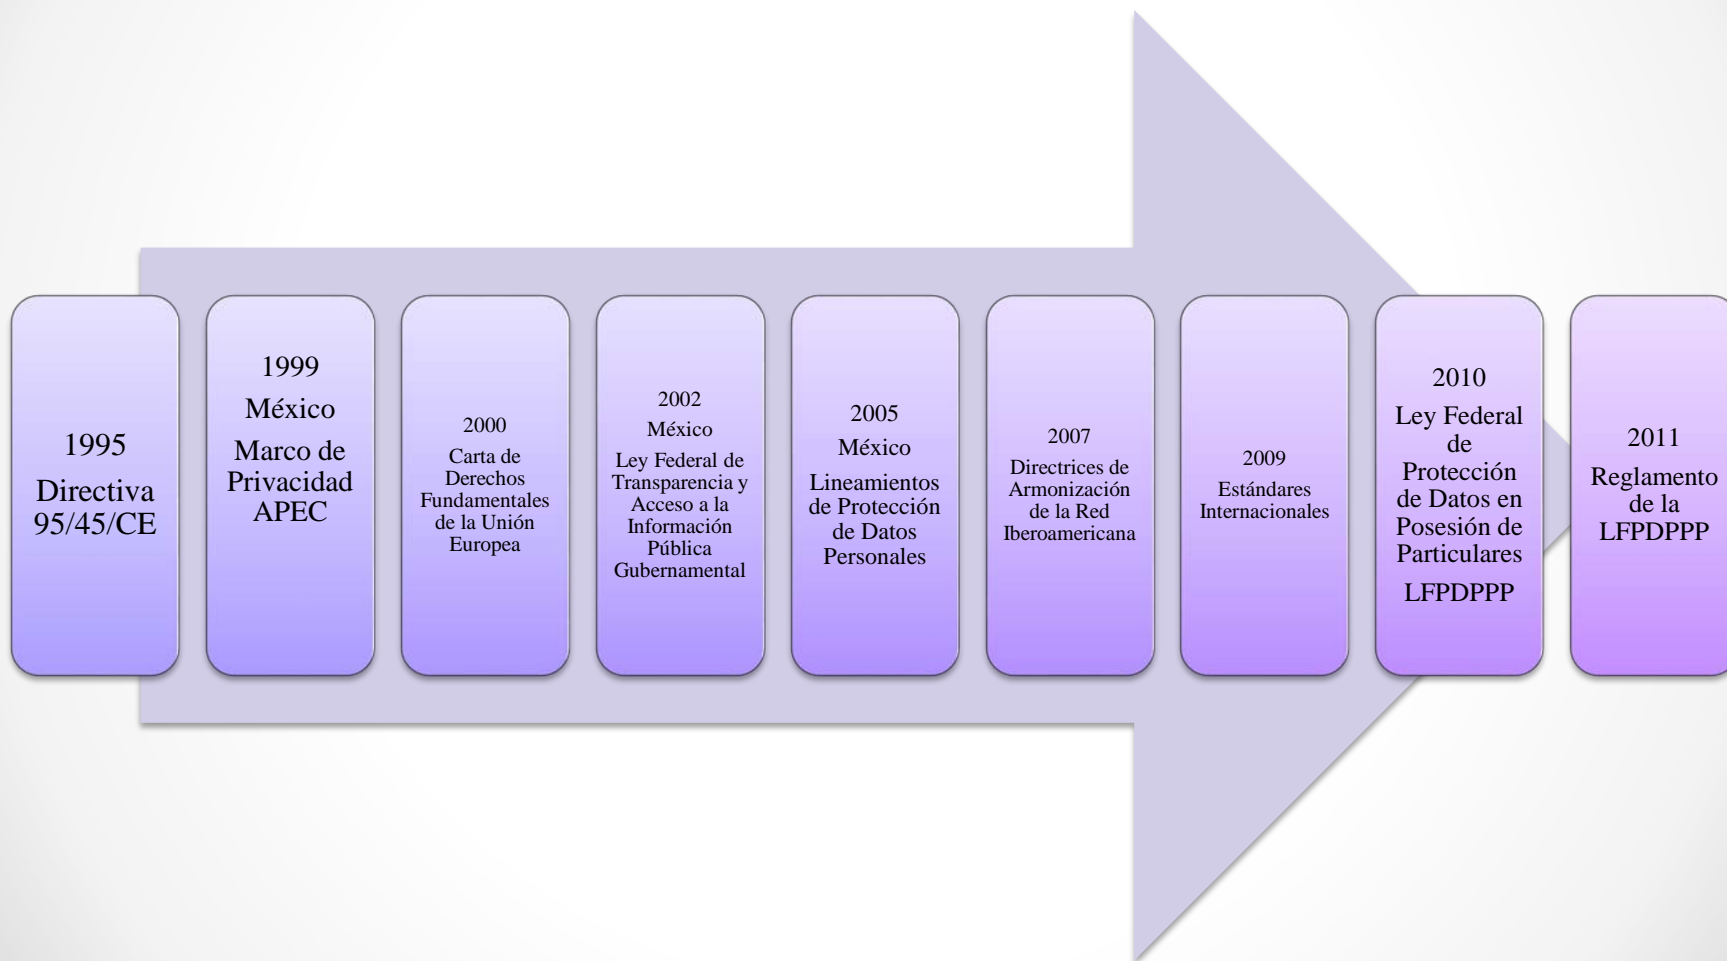 1995
Directiva
95/45/CE
1999
México
Marco de
Privacidad
APEC
2000
Carta de
Derechos
Fundamentales
de la Unión
Europea
2002
México
Ley Federal de
Transparencia y
Acceso a la
Información
Pública
Gubernamental
2005
México
Lineamientos
de Protección
de Datos
Personales
2007
Directrices de
Armonización
de la Red
Iberoamericana
2009
Estándares
Internacionales
2010
Ley Federal
de
Protección
de Datos en
Posesión de
Particulares
LFPDPPP
2011
Reglamento
de la
LFPDPPP